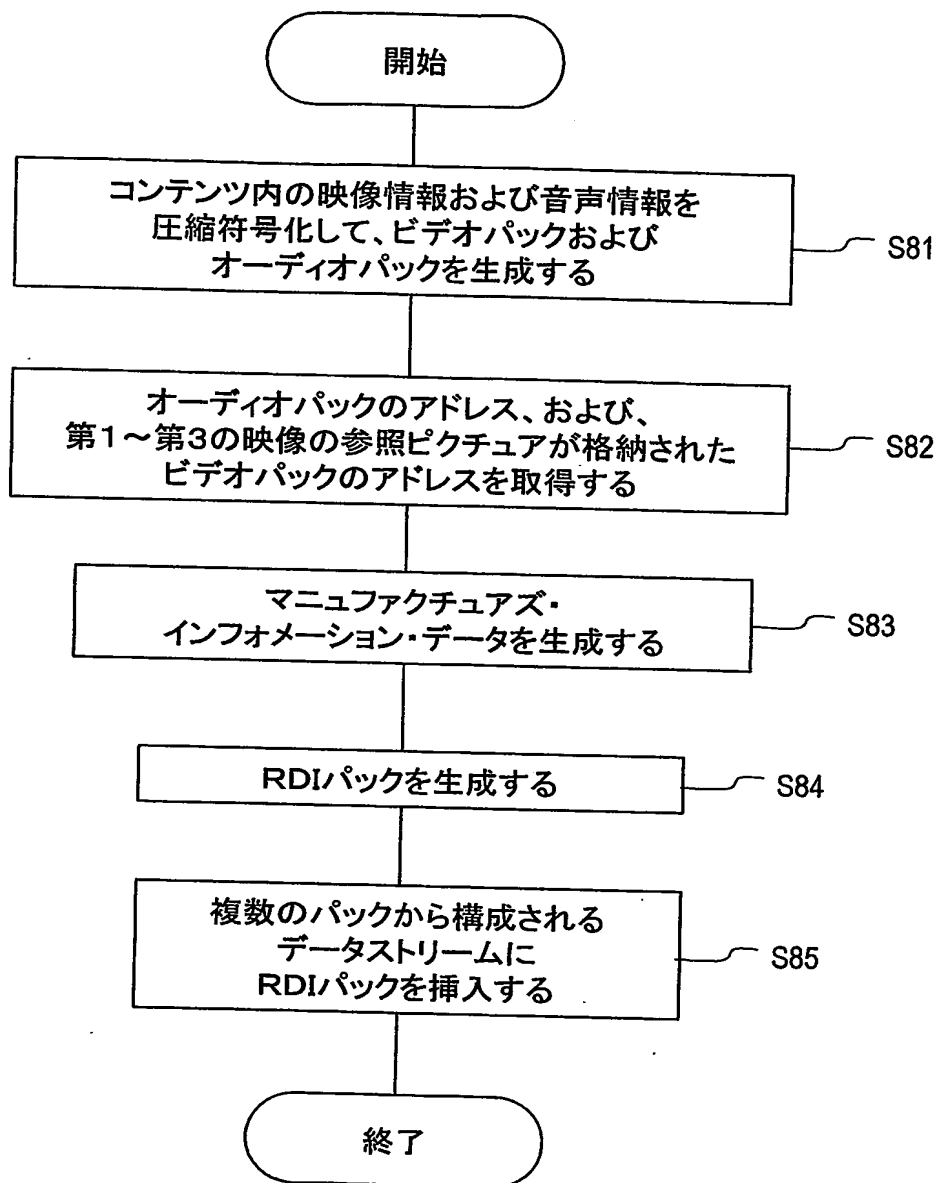 開始
コンテンツ内の映像情報および音声情報を
圧縮符号化して、ビデオパックおよび
オーディオパックを生成する
S81
オーディオパックのアドレス、および、
第1～第3の映像の参照ピクチュアが格納された
ビデオパックのアドレスを取得する
S82
マニュファクチュアズ・
インフォメーション・データを生成する
S83
RDIパックを生成する
S84
複数のパックから構成される
データストリームに
RDIパックを挿入する
S85
終了